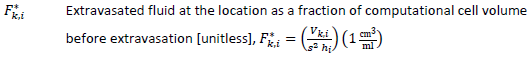 F*k,i Extravasated fluid at the location as a fraction of computational cell volume
before extravasation [unitless], F*k,i = (Vk,i / s² hi) (1 cm³/ml)